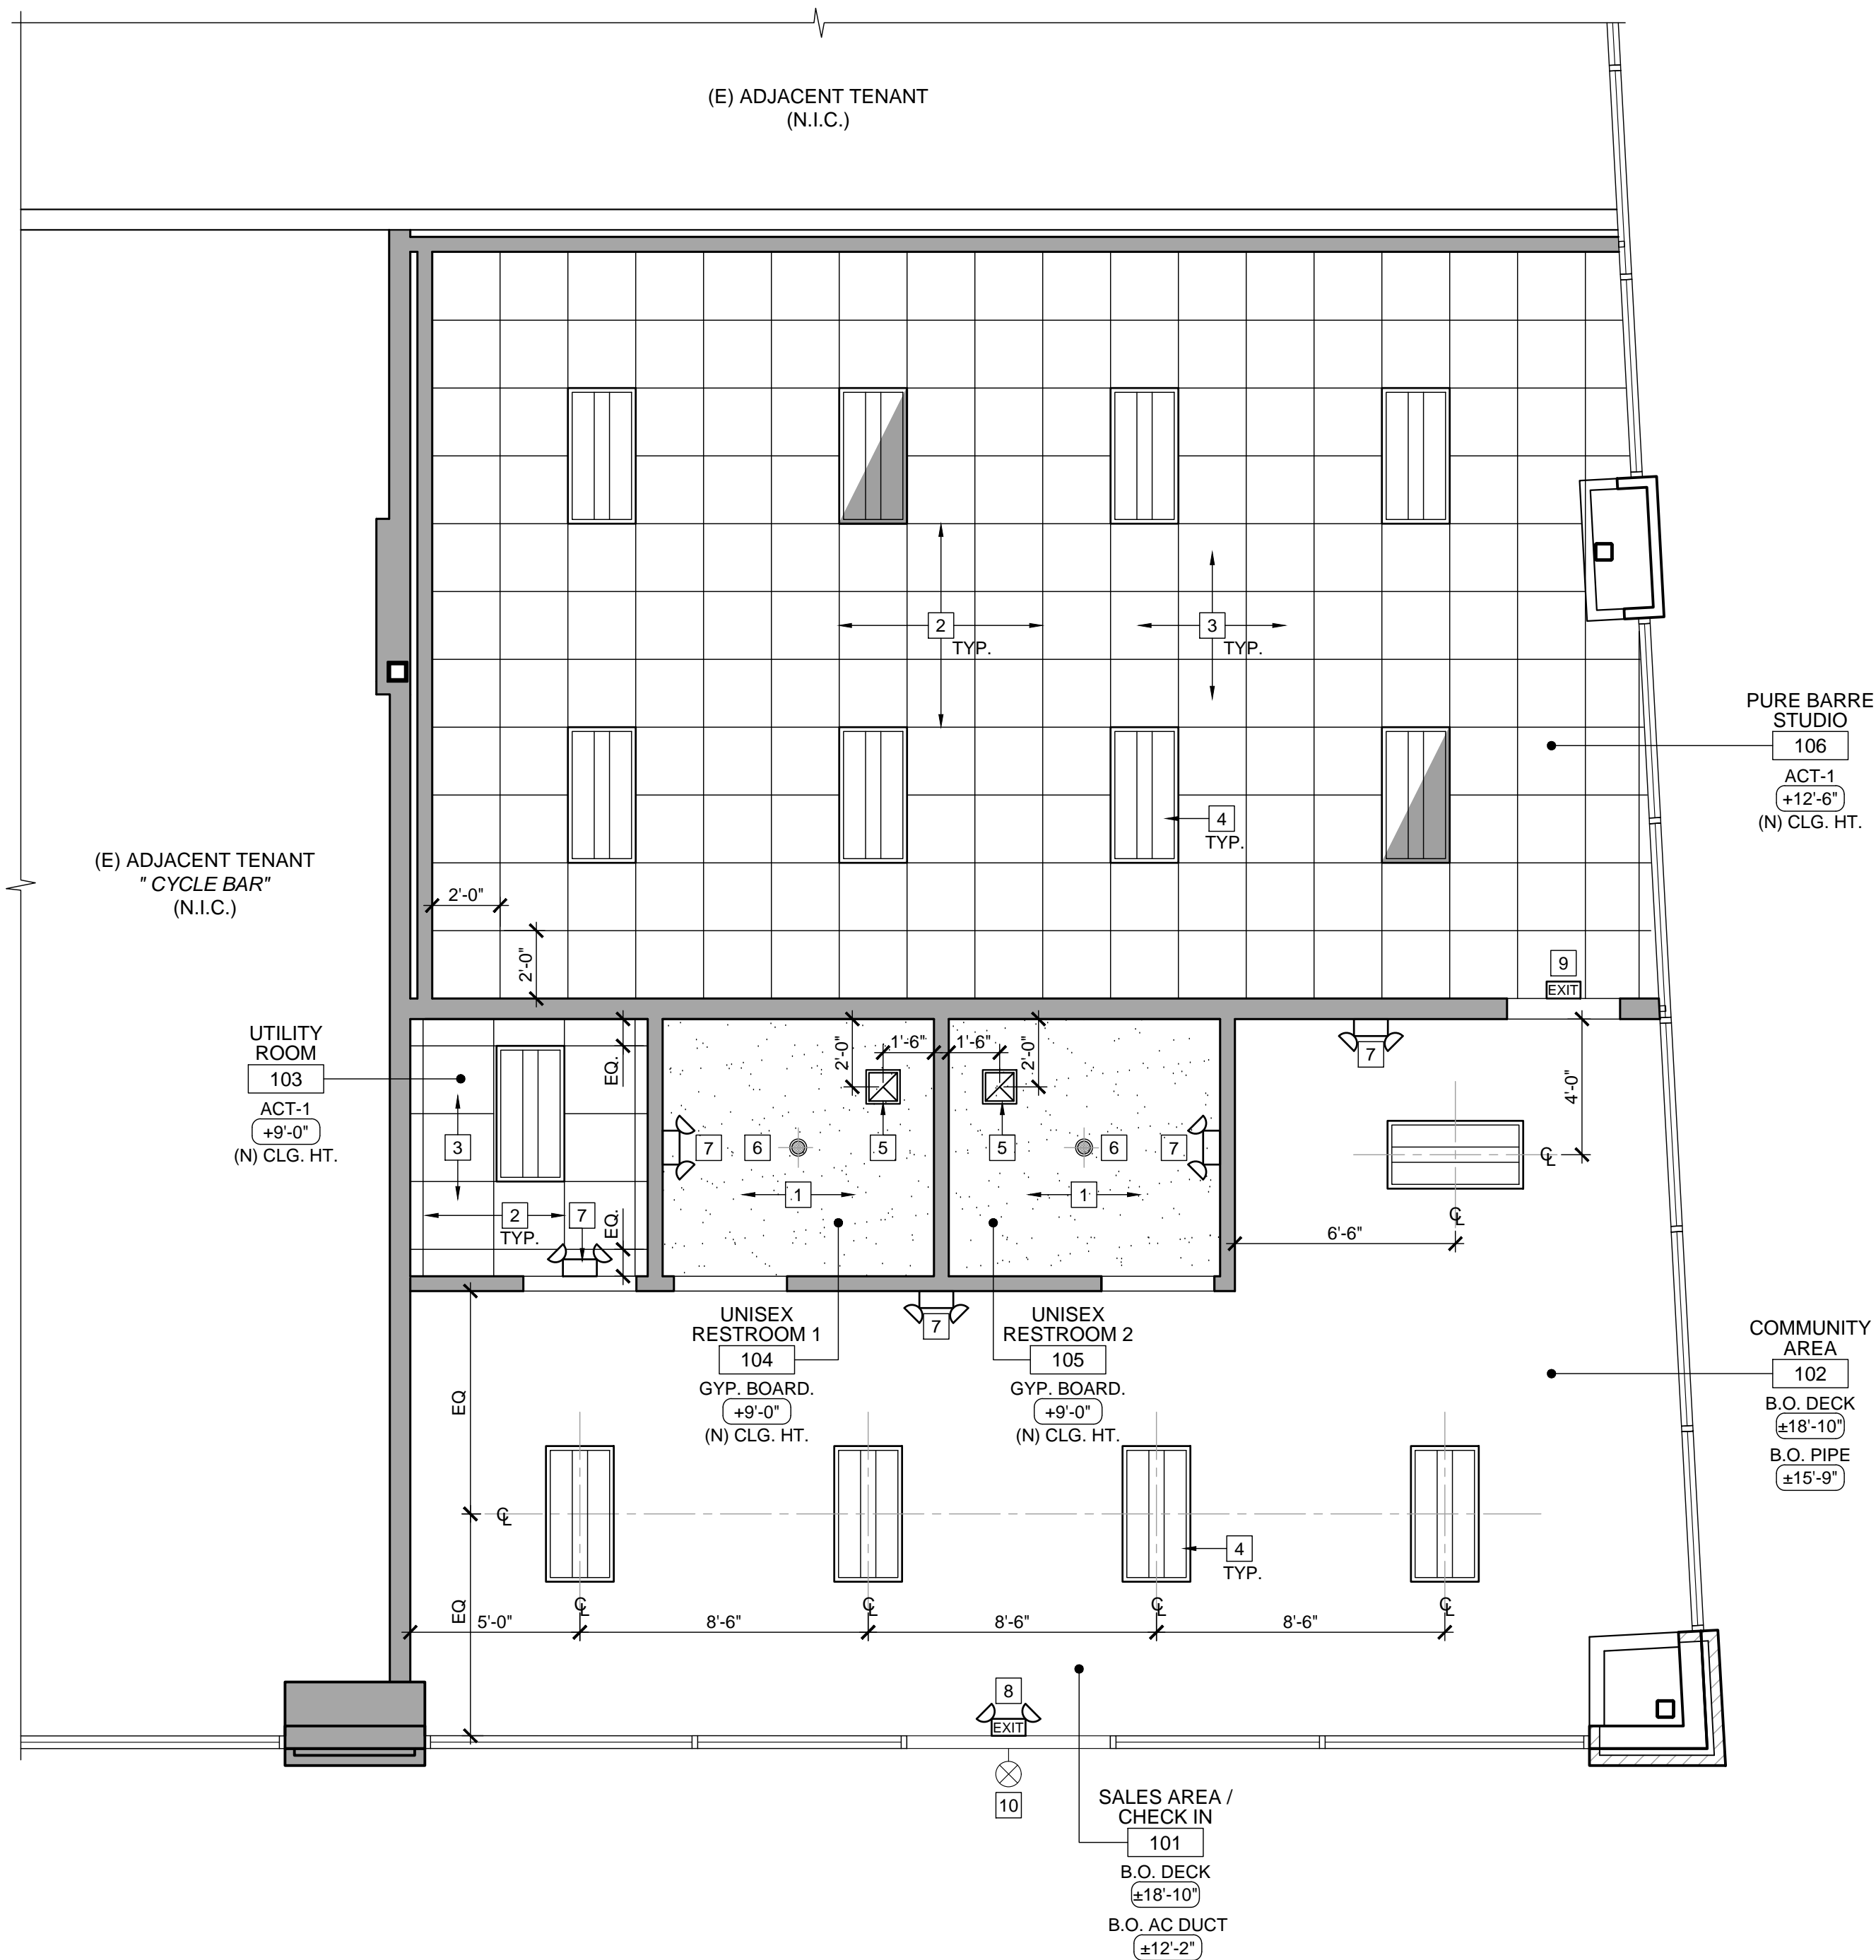 (E) ADJACENT TENANT
(N.I.C.)
2
TYP.
3
TYP.
PURE BARRE
STUDIO
106
ACT-1
+12'-6"
(N) CLG. HT.
4
TYP.
(E) ADJACENT TENANT
" CYCLE BAR"
(N.I.C.)
2'-0"
2'-0"
9
EXIT
UTILITY
ROOM
103
ACT-1
+9'-0"
(N) CLG. HT.
EQ.
3
2
TYP.
7
EQ.
2'-0"
1'-6"
1'-6"
2'-0"
7
6
5
5
6
7
1
1
7
4'-0"
℄
℄
6'-6"
UNISEX
RESTROOM 1
104
GYP. BOARD.
+9'-0"
(N) CLG. HT.
7
UNISEX
RESTROOM 2
105
GYP. BOARD.
+9'-0"
(N) CLG. HT.
COMMUNITY
AREA
102
B.O. DECK
±18'-10"
B.O. PIPE
±15'-9"
EQ
℄
4
TYP.
EQ
℄
℄
℄
℄
5'-0"
8'-6"
8'-6"
8'-6"
8
EXIT
10
SALES AREA /
CHECK IN
101
B.O. DECK
±18'-10"
B.O. AC DUCT
±12'-2"